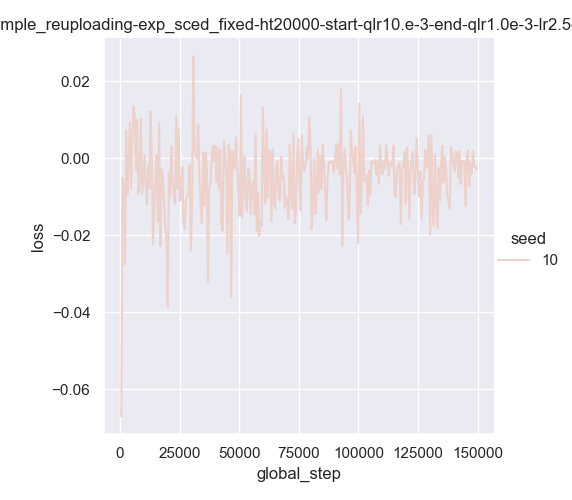 mple_reuploading-exp_sced_fixed-ht20000-start-qlr10.e-3-end-qlr1.0e-3-lr2.5
0.02
0.00
−0.02
−0.04
−0.06
loss
0 25000 50000 75000 100000 125000 150000
global_step
seed
10